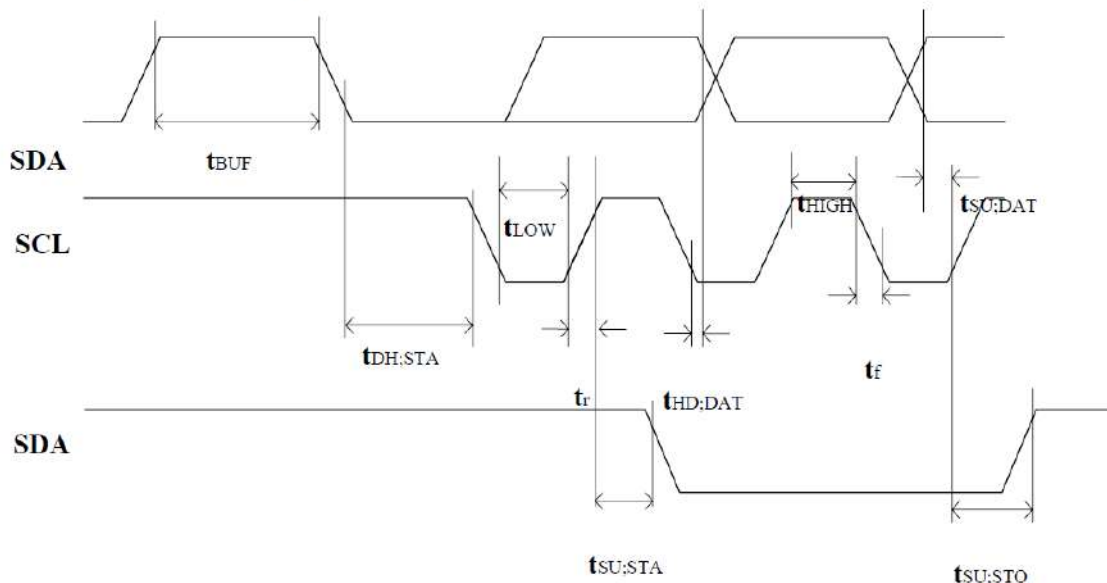 SDA
tBUF
tHIGH
tSU;DAT
SCL
tLOW
tDH;STA
tf
tr
tHD;DAT
SDA
tSU;STA
tSU;STO